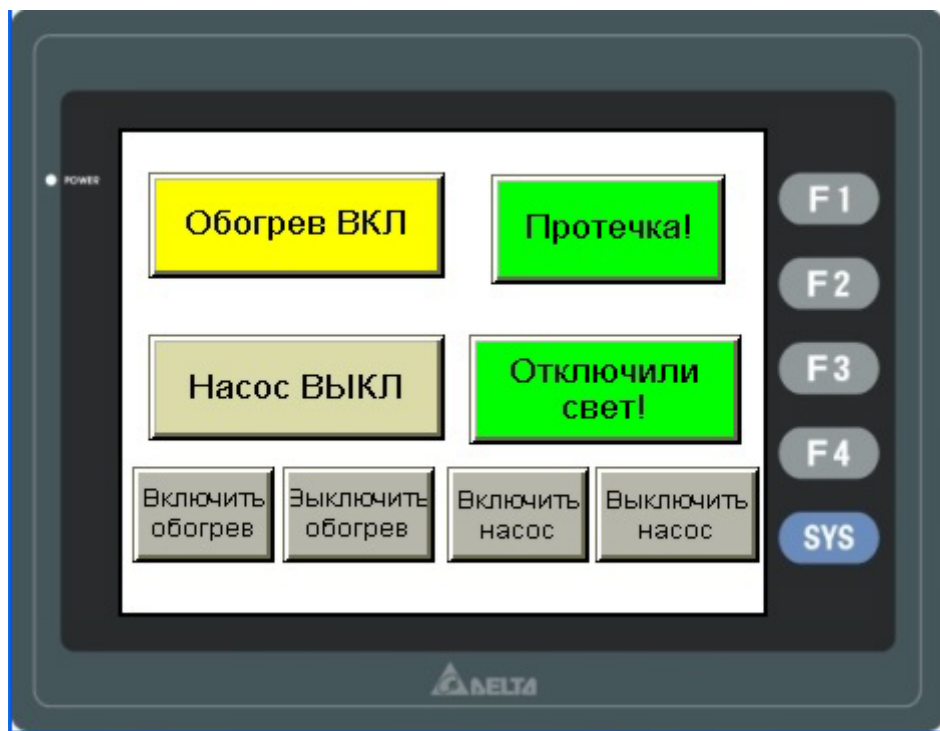 POWER
Обогрев ВКЛ
Протечка!
F1
F2
Насос ВЫКЛ
Отключили
свет!
F3
F4
Включить
обогрев
Выключить
обогрев
Включить
насос
Выключить
насос
SYS
DELTA